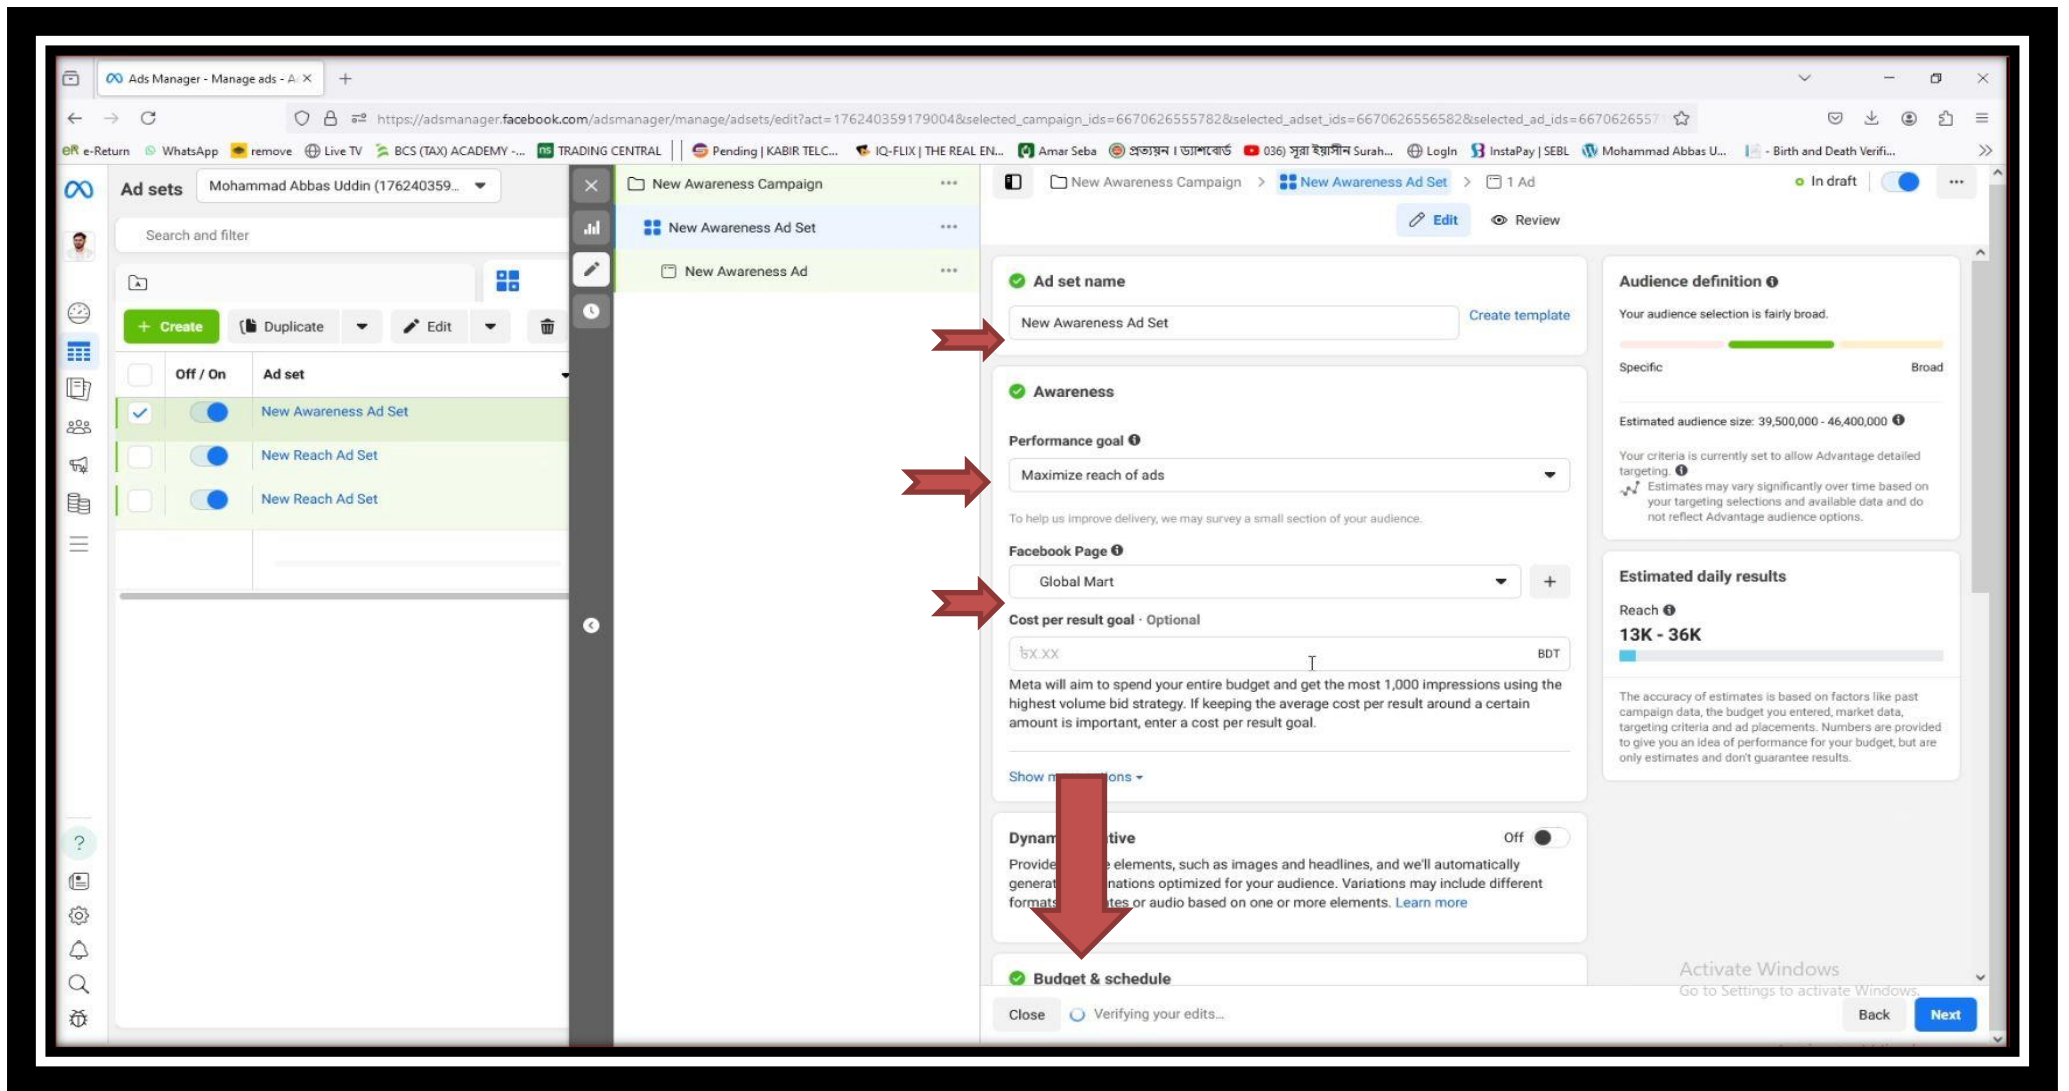 Ads Manager - Manage ads - A
https://adsmanager.facebook.com/adsmanager/manage/adsets/edit?act=176240359179004&selected_campaign_ids=6670626555782&selected_adset_ids=6670626556582&selected_ad_ids=667062655
e-Return WhatsApp remove Live TV BCS (TAX) ACADEMY -... TRADING CENTRAL Pending | KABIR TELC... IQ-FLIX | THE REAL EN... Amar Seba প্রত্যয়ন । ড্যাশবোর্ড 036) সূরা ইয়াসীন Surah... LogIn InstaPay | SEBL Mohammad Abbas U... - Birth and Death Verifi...
Ad sets
Mohammad Abbas Uddin (176240359...
Search and filter
+ Create
Duplicate
Edit
Off / On
Ad set
New Awareness Ad Set
New Reach Ad Set
New Reach Ad Set
New Awareness Campaign
New Awareness Ad Set
New Awareness Ad
New Awareness Campaign > New Awareness Ad Set > 1 Ad
In draft
Edit
Review
Ad set name
New Awareness Ad Set
Create template
Awareness
Performance goal
Maximize reach of ads
To help us improve delivery, we may survey a small section of your audience.
Facebook Page
Global Mart
Cost per result goal · Optional
৳X.XX
BDT
Meta will aim to spend your entire budget and get the most 1,000 impressions using the
highest volume bid strategy. If keeping the average cost per result around a certain
amount is important, enter a cost per result goal.
Show
Off
Provide elements, such as images and headlines, and we'll automatically
optimized for your audience. Variations may include different
or audio based on one or more elements. Learn more
Budget & schedule
Close
Verifying your edits...
Back
Next
Audience definition
Your audience selection is fairly broad.
Specific
Broad
Estimated audience size: 39,500,000 - 46,400,000
Your criteria is currently set to allow Advantage detailed
targeting.
Estimates may vary significantly over time based on
your targeting selections and available data and do
not reflect Advantage audience options.
Estimated daily results
Reach
13K - 36K
The accuracy of estimates is based on factors like past
campaign data, the budget you entered, market data,
targeting criteria and ad placements. Numbers are provided
to give you an idea of performance for your budget, but are
only estimates and don't guarantee results.
Activate Windows
Go to Settings to activate Windows.